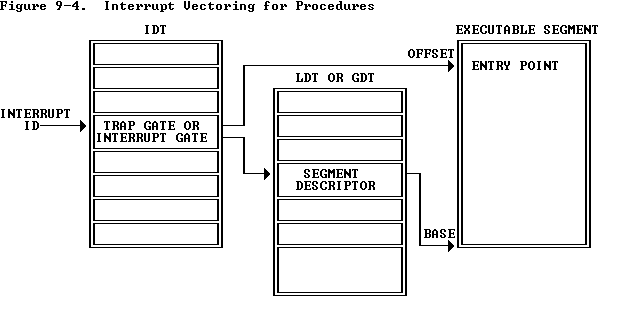 Figure 9-4.  Interrupt Vectoring for Procedures
IDT
EXECUTABLE SEGMENT
OFFSET
ENTRY POINT
LDT OR GDT
INTERRUPT
ID
TRAP GATE OR
INTERRUPT GATE
SEGMENT
DESCRIPTOR
BASE